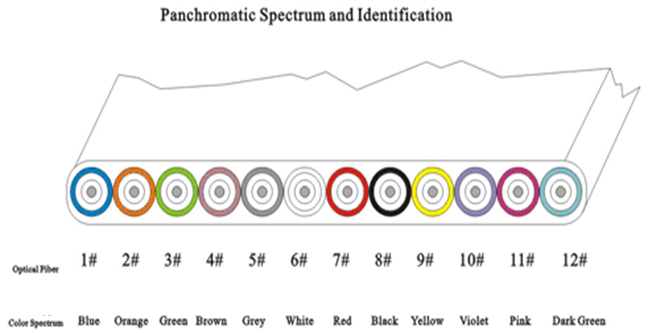 Panchromatic Spectrum and Identification
Optical Piber 1# 2# 3# 4# 5# 6# 7# 8# 9# 10# 11# 12#
Color Spectrum Blue Orange Green Brown Grey White Red Black Yellow Violet Pink Dark Green